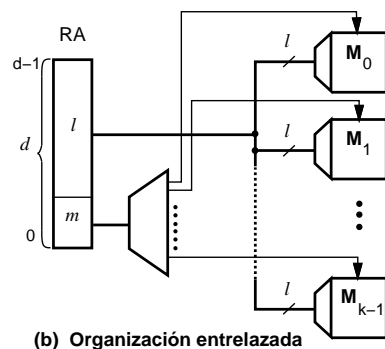 RA
d−1
l
M0
d
l
l
M1
m
0
l
Mk−1
(b) Organización entrelazada